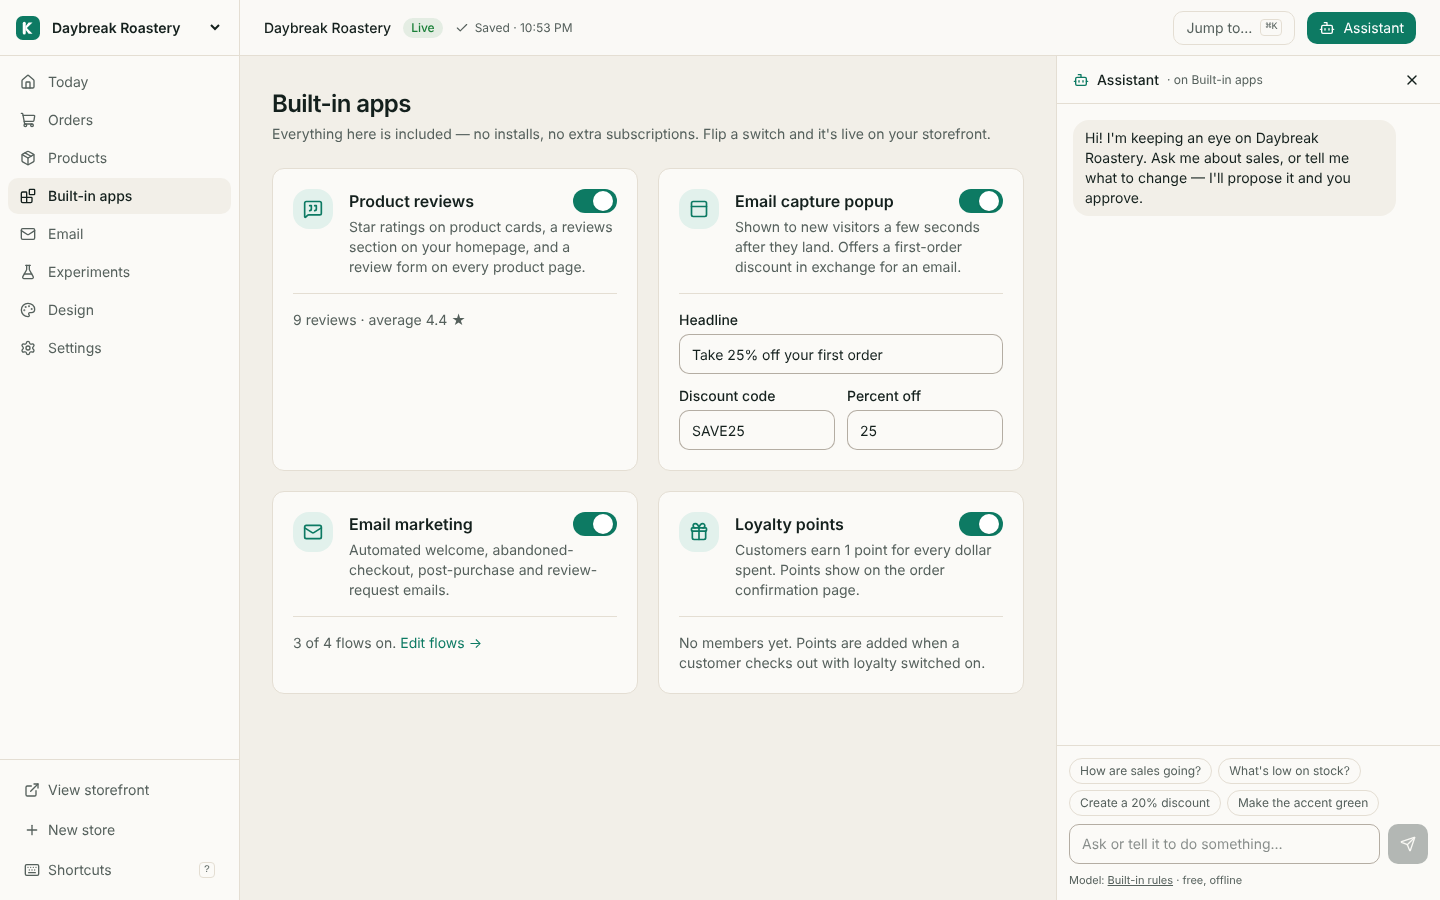 Daybreak Roastery
Today
Orders
Products
Built-in apps
Email
Experiments
Design
Settings
View storefront
New store
Shortcuts ?
Daybreak Roastery Live Saved · 10:53 PM
Jump to... ⌘K
Assistant
Built-in apps
Everything here is included — no installs, no extra subscriptions. Flip a switch and it's live on your storefront.
Product reviews
Star ratings on product cards, a reviews
section on your homepage, and a
review form on every product page.
9 reviews · average 4.4 ★
Email capture popup
Shown to new visitors a few seconds
after they land. Offers a first-order
discount in exchange for an email.
Headline
Take 25% off your first order
Discount code
SAVE25
Percent off
25
Email marketing
Automated welcome, abandoned-
checkout, post-purchase and review-
request emails.
3 of 4 flows on. Edit flows →
Loyalty points
Customers earn 1 point for every dollar
spent. Points show on the order
confirmation page.
No members yet. Points are added when a
customer checks out with loyalty switched on.
Assistant · on Built-in apps
Hi! I'm keeping an eye on Daybreak
Roastery. Ask me about sales, or tell me
what to change — I'll propose it and you
approve.
How are sales going?
What's low on stock?
Create a 20% discount
Make the accent green
Ask or tell it to do something...
Model: Built-in rules · free, offline